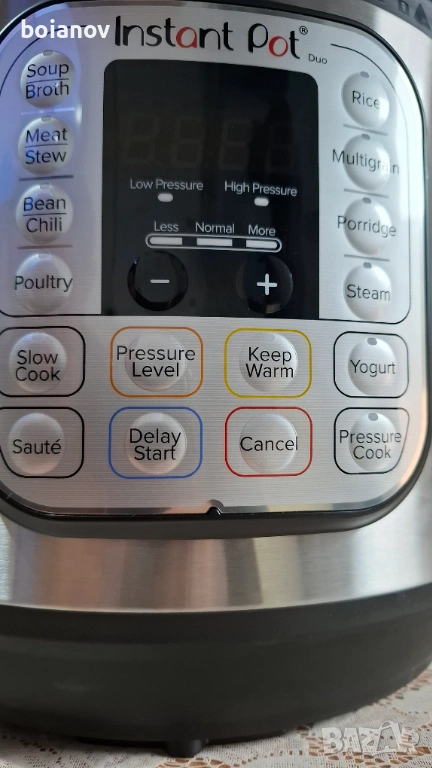 boianov
Instant Pot®
Duo
Soup
Broth
Meat
Stew
Bean
Chili
Poultry
Low Pressure High Pressure
Less Normal More
- +
Rice
Multigrain
Porridge
Steam
Slow
Cook
Pressure
Level
Keep
Warm
Yogurt
Sauté
Delay
Start
Cancel
Pressure
Cook
BAZAR